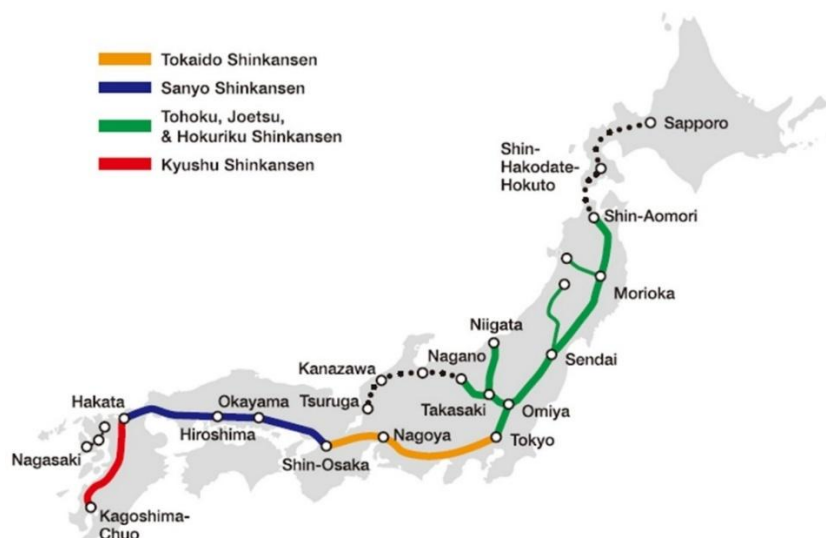 Tokaido Shinkansen
Sanyo Shinkansen
Tohoku, Joetsu,
& Hokuriku Shinkansen
Kyushu Shinkansen
Sapporo
Shin-
Hakodate-
Hokuto
Shin-Aomori
Morioka
Niigata
Nagano
Sendai
Kanazawa
Tsuruga
Takasaki
Omiya
Hakata
Okayama
Hiroshima
Nagoya
Tokyo
Nagasaki
Shin-Osaka
Kagoshima-
Chuo